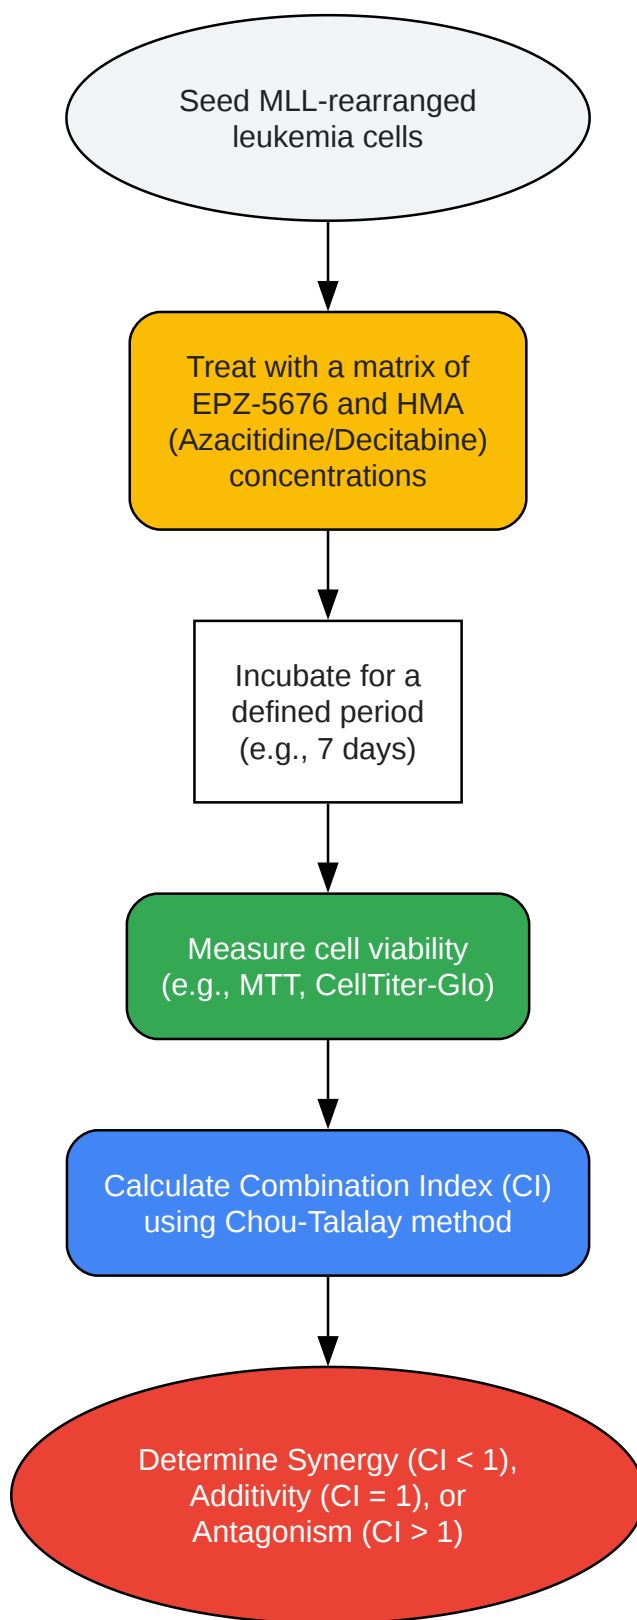 Seed MLL-rearranged
leukemia cells
Treat with a matrix of
EPZ-5676 and HMA
(Azacitidine/Decitabine)
concentrations
Incubate for a
defined period
(e.g., 7 days)
Measure cell viability
(e.g., MTT, CellTiter-Glo)
Calculate Combination Index (CI)
using Chou-Talalay method
Determine Synergy (CI < 1),
Additivity (CI = 1), or
Antagonism (CI > 1)